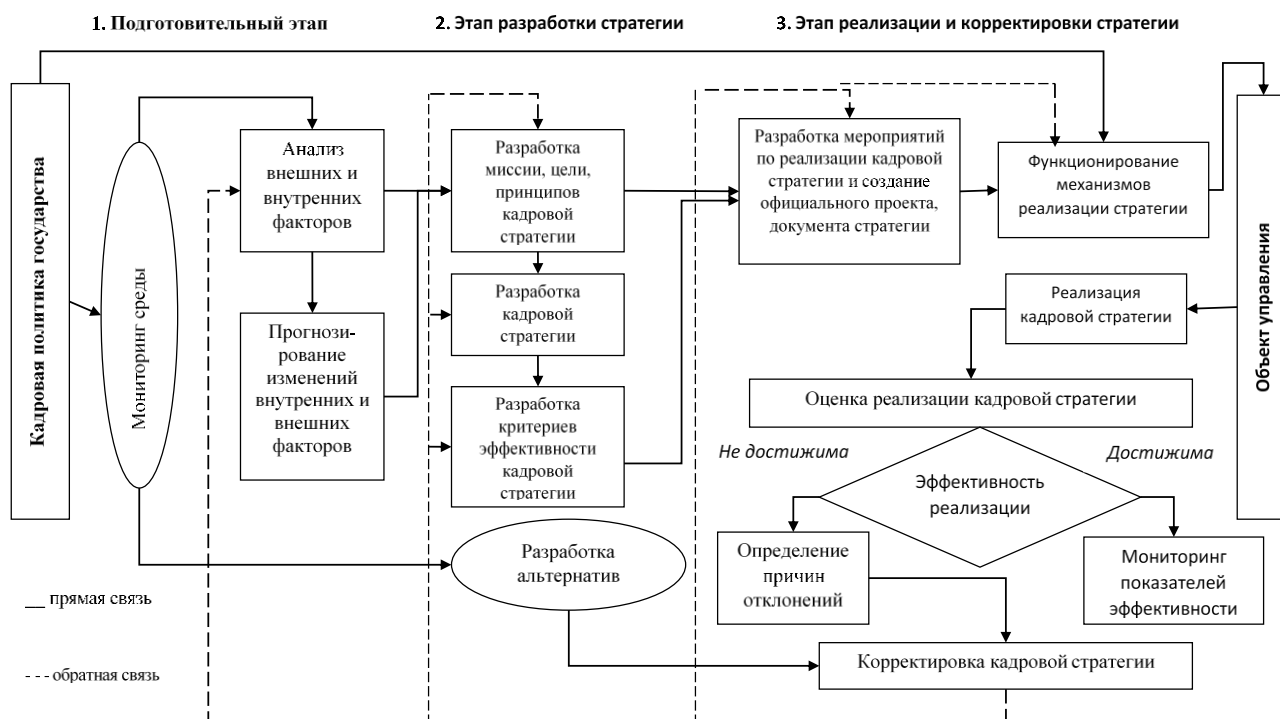 1. Подготовительный этап
2. Этап разработки стратегии
3. Этап реализации и корректировки стратегии
Кадровая политика государства
Мониторинг среды
Анализ
внешних и
внутренних
факторов
Прогнози-
рование
изменений
внутренних и
внешних
факторов
Разработка
миссии, цели,
принципов
кадровой
стратегии
Разработка
кадровой
стратегии
Разработка
критериев
эффективности
кадровой
стратегии
Разработка
альтернатив
Разработка мероприятий
по реализации кадровой
стратегии и создание
официального проекта,
документа стратегии
Функционирование
механизмов
реализации стратегии
Объект управления
Реализация
кадровой стратегии
Оценка реализации кадровой стратегии
Не достижима
Достижима
Эффективность
реализации
Определение
причин
отклонений
Мониторинг
показателей
эффективности
Корректировка кадровой стратегии
__ прямая связь
- - - обратная связь